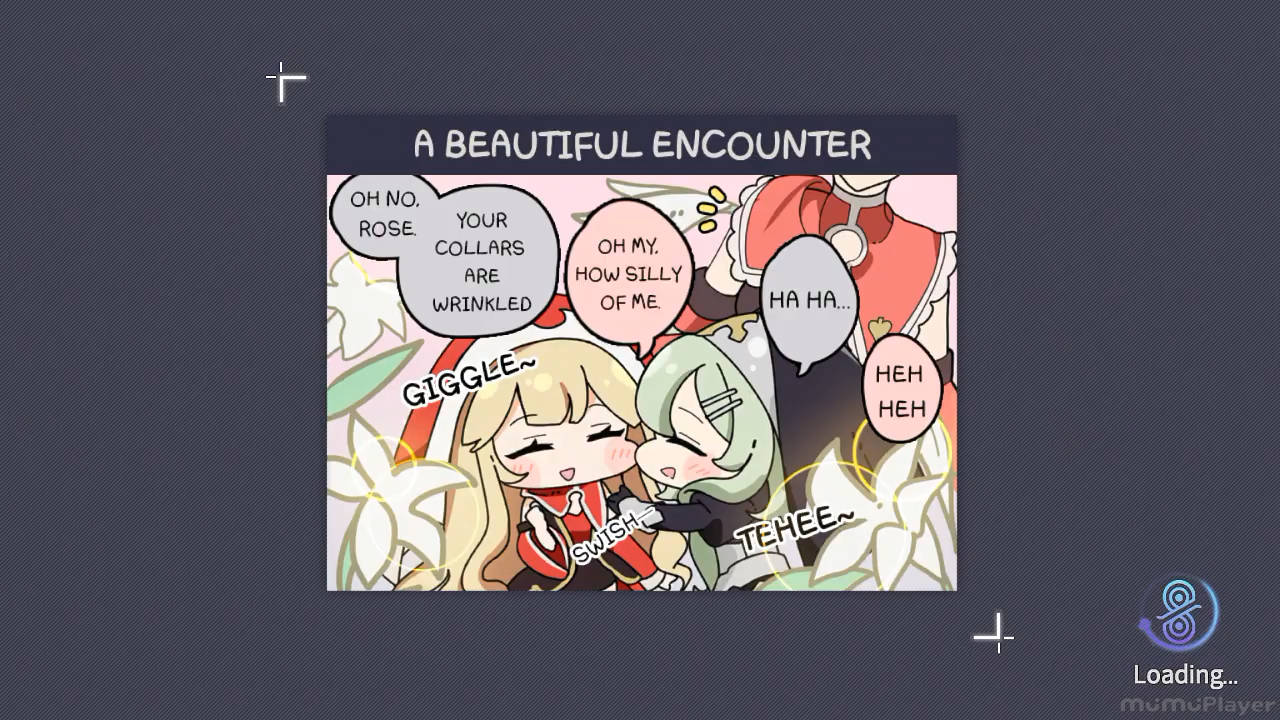 A BEAUTIFUL ENCOUNTER
OH NO,
ROSE.
YOUR
COLLARS
ARE
WRINKLED
OH MY.
HOW SILLY
OF ME.
HA HA...
HEH
HEH
GIGGLE~
SWISH—
TEHEE~
Loading...
MuMuPlayer